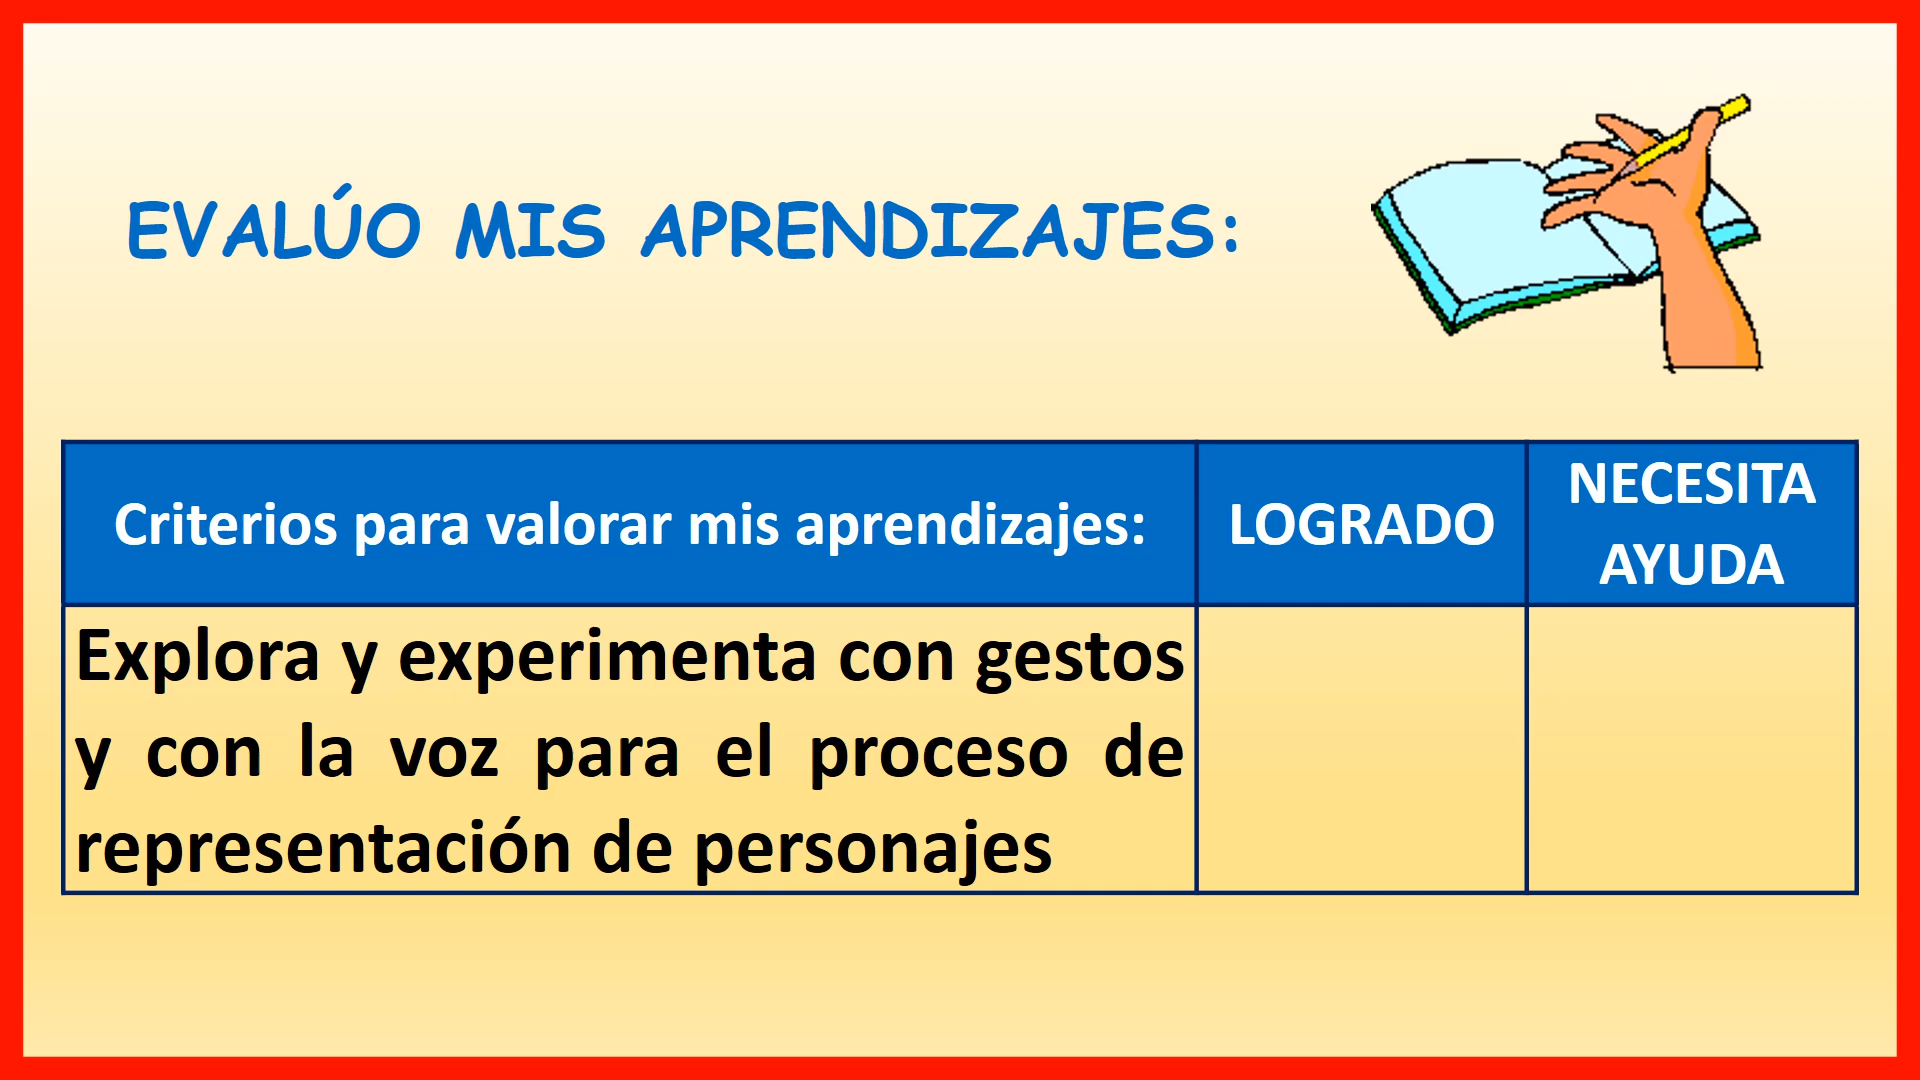 EVALÚO MIS APRENDIZAJES:
Criterios para valorar mis aprendizajes:
LOGRADO
NECESITA
AYUDA
Explora y experimenta con gestos
y con la voz para el proceso de
representación de personajes